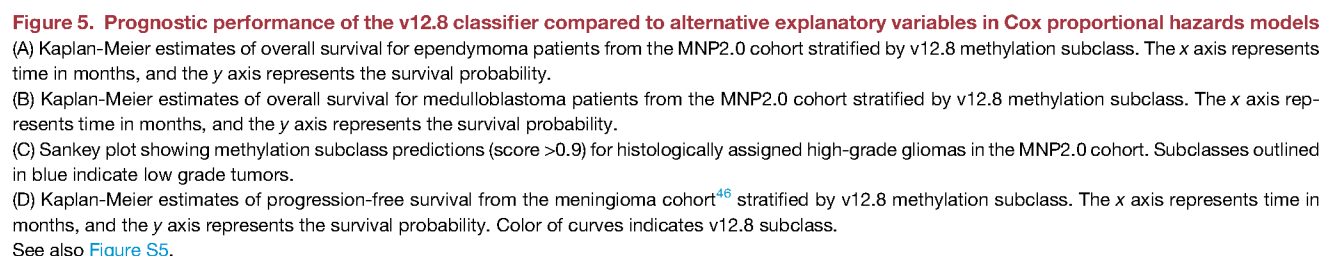 Figure 5. Prognostic performance of the v12.8 classifier compared to alternative explanatory variables in Cox proportional hazards models
(A) Kaplan-Meier estimates of overall survival for ependymoma patients from the MNP2.0 cohort stratified by v12.8 methylation subclass. The x axis represents
time in months, and the y axis represents the survival probability.
(B) Kaplan-Meier estimates of overall survival for medulloblastoma patients from the MNP2.0 cohort stratified by v12.8 methylation subclass. The x axis rep-
resents time in months, and the y axis represents the survival probability.
(C) Sankey plot showing methylation subclass predictions (score >0.9) for histologically assigned high-grade gliomas in the MNP2.0 cohort. Subclasses outlined
in blue indicate low grade tumors.
(D) Kaplan-Meier estimates of progression-free survival from the meningioma cohort46 stratified by v12.8 methylation subclass. The x axis represents time in
months, and the y axis represents the survival probability. Color of curves indicates v12.8 subclass.
See also Figure S5.